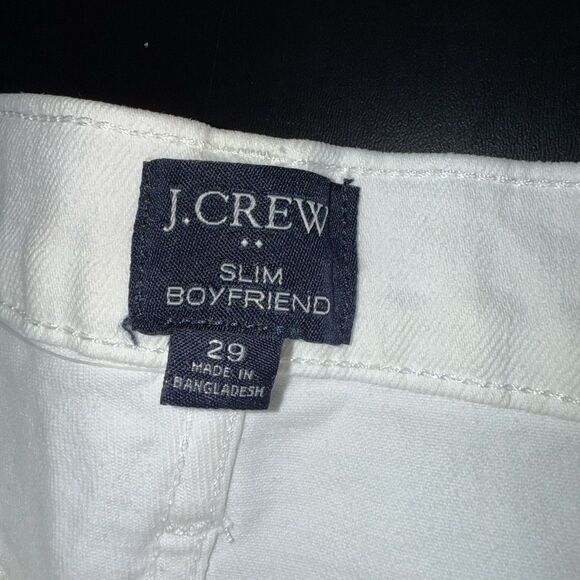 J.CREW
SLIM
BOYFRIEND
29
MADE IN
BANGLADESH